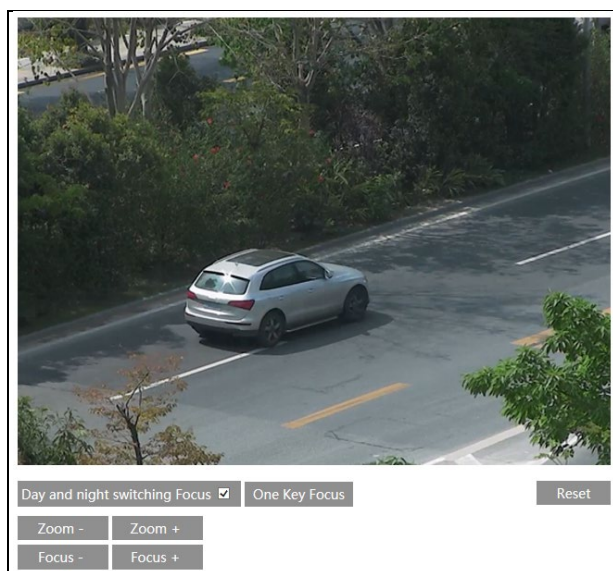 Day and night switching Focus One Key Focus Reset
Zoom - Zoom +
Focus - Focus +